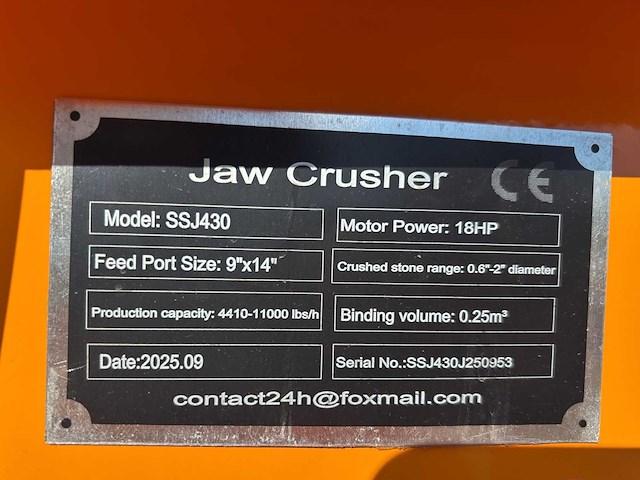 Jaw Crusher CE
Model: SSJ430
Motor Power: 18HP
Feed Port Size: 9"x14"
Crushed stone range: 0.6"-2" diameter
Production capacity: 4410-11000 lbs/h
Binding volume: 0.25m³
Date:2025.09
Serial No.:SSJ430J250953
contact24h@foxmail.com